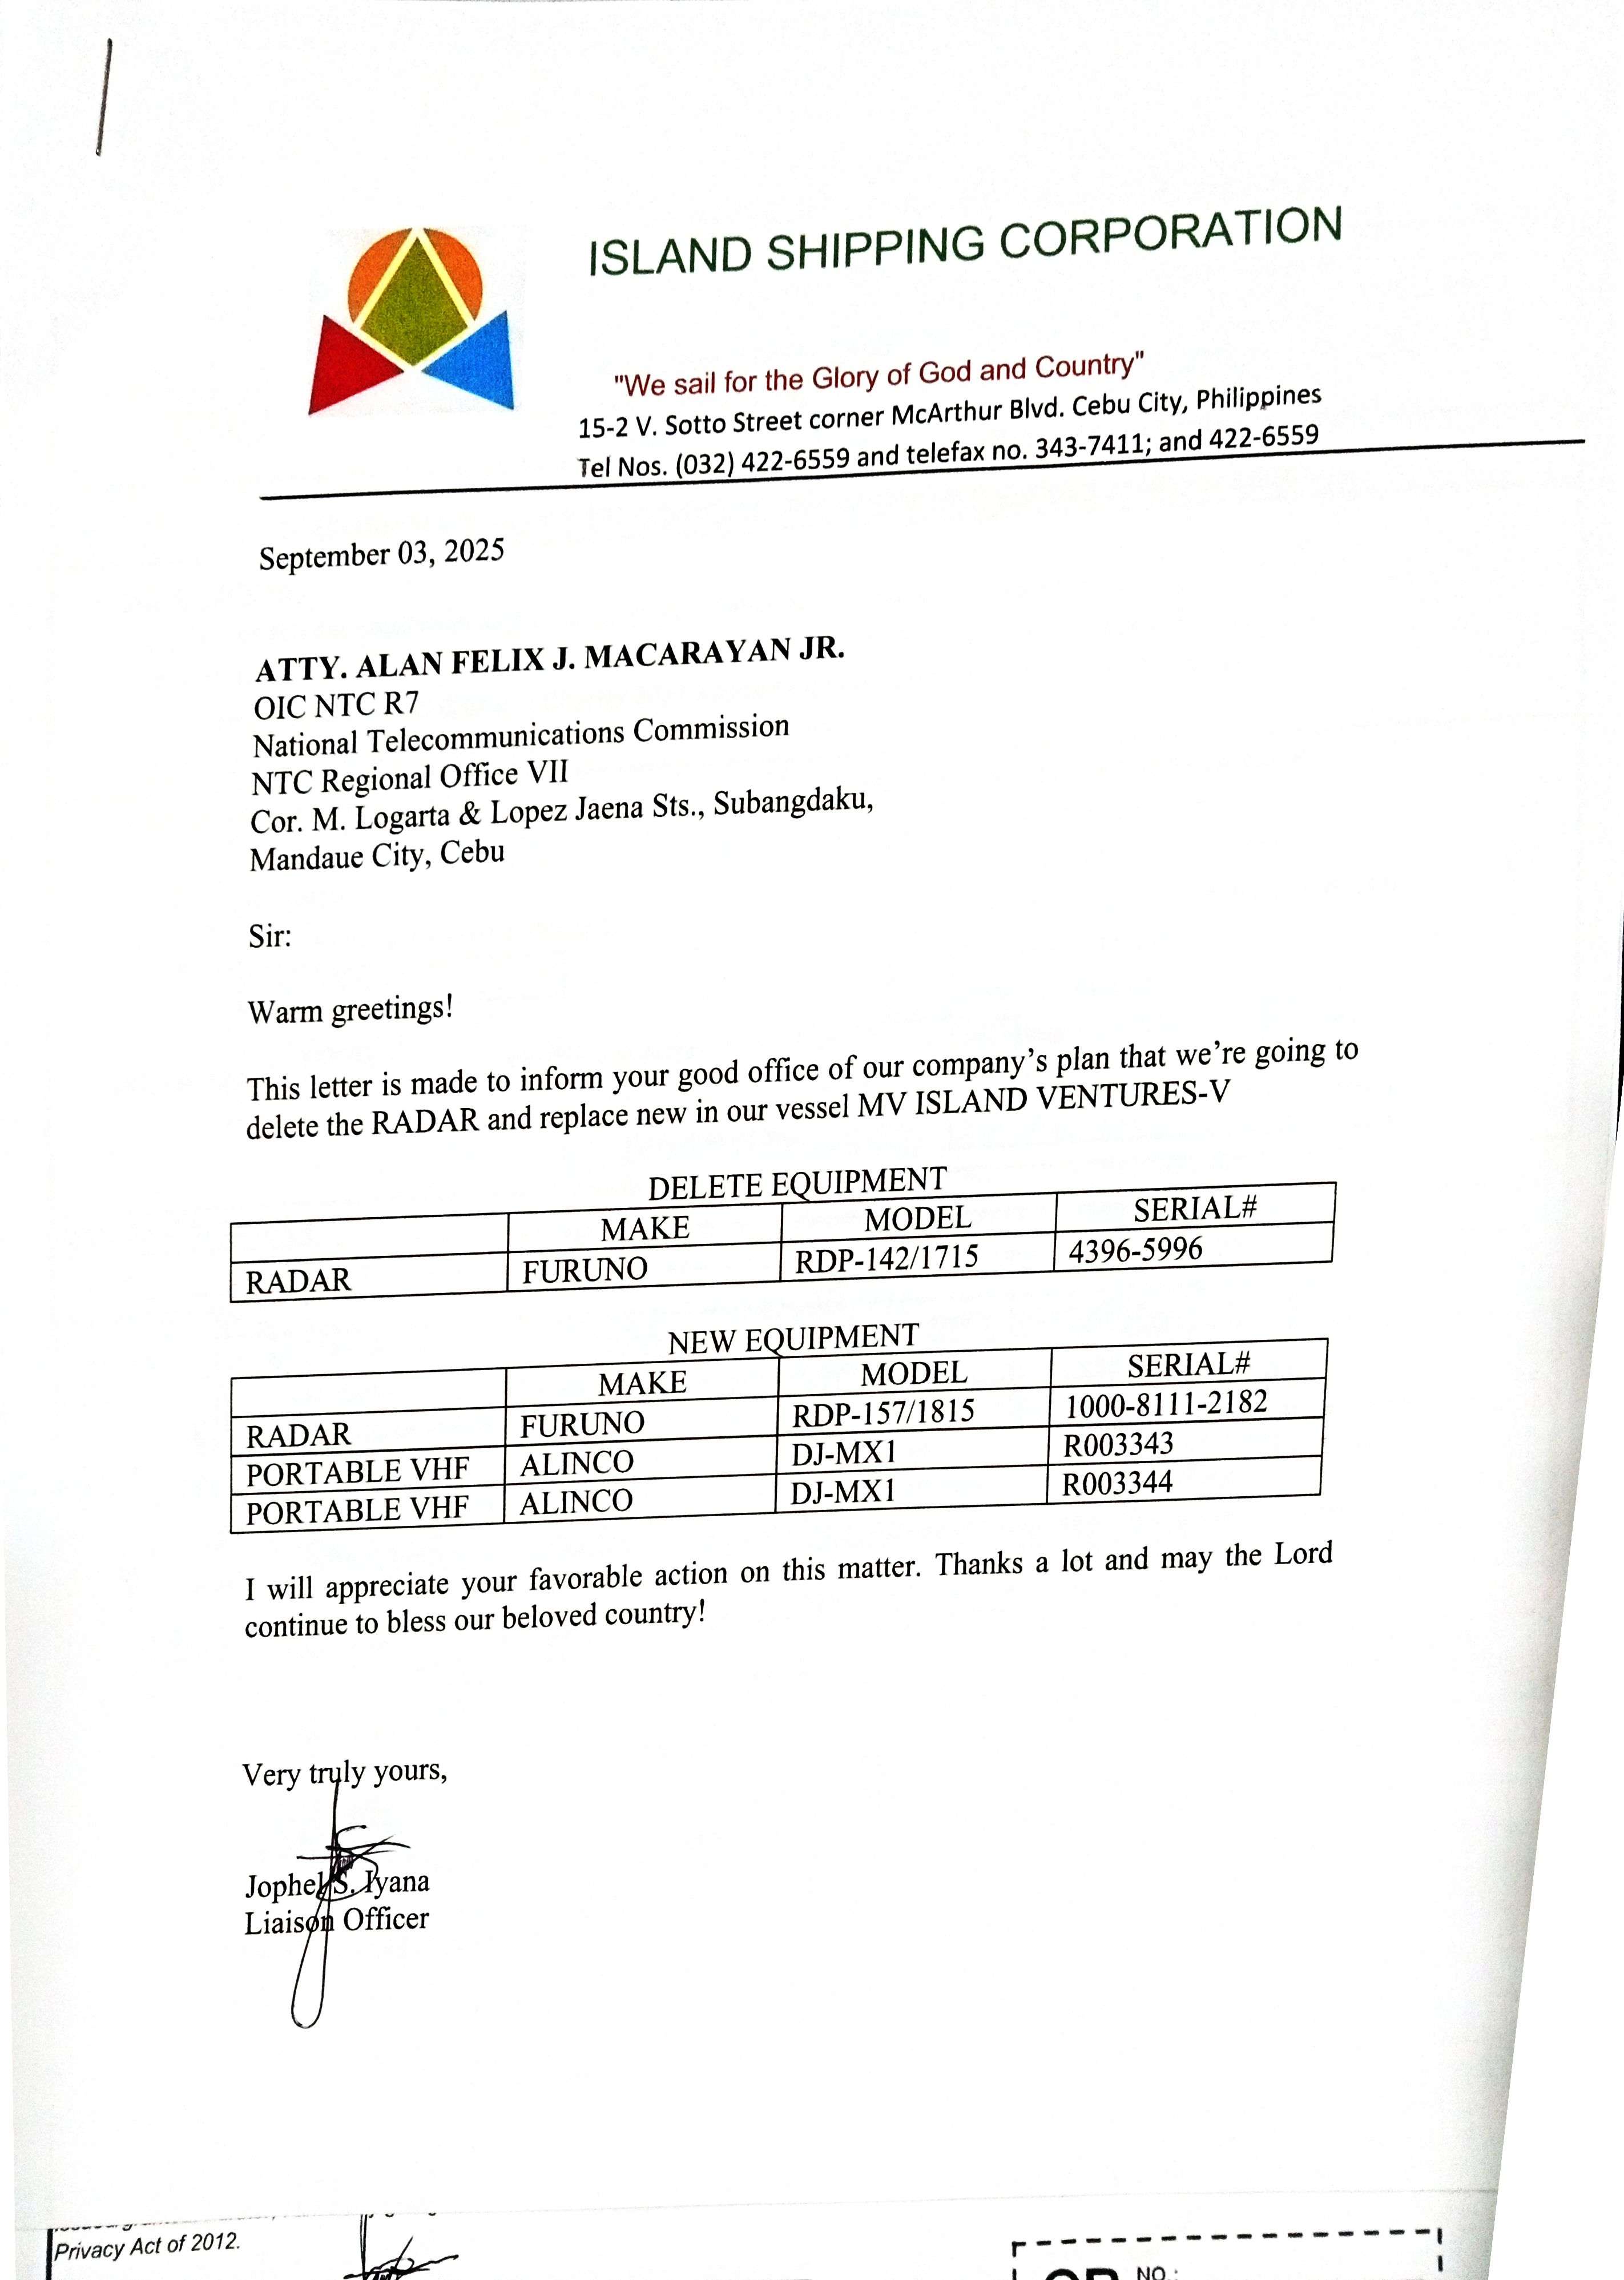 ISLAND SHIPPING CORPORATION
"We sail for the Glory of God and Country"
15-2 V. Sotto Street corner McArthur Blvd. Cebu City, Philippines
Tel Nos. (032) 422-6559 and telefax no. 343-7411; and 422-6559
September 03, 2025
ATTY. ALAN FELIX J. MACARAYAN JR.
OIC NTC R7
National Telecommunications Commission
NTC Regional Office VII
Cor. M. Logarta & Lopez Jaena Sts., Subangdaku,
Mandaue City, Cebu
Sir:
Warm greetings!
This letter is made to inform your good office of our company's plan that we're going to
delete the RADAR and replace new in our vessel MV ISLAND VENTURES-V
DELETE EQUIPMENT
MAKE MODEL SERIAL#
RADAR FURUNO RDP-142/1715 4396-5996
NEW EQUIPMENT
MAKE MODEL SERIAL#
RADAR FURUNO RDP-157/1815 1000-8111-2182
PORTABLE VHF ALINCO DJ-MX1 R003343
PORTABLE VHF ALINCO DJ-MX1 R003344
I will appreciate your favorable action on this matter. Thanks a lot and may the Lord
continue to bless our beloved country!
Very truly yours,
Jophel S. Iyana
Liaison Officer
Privacy Act of 2012.
OR NO.: